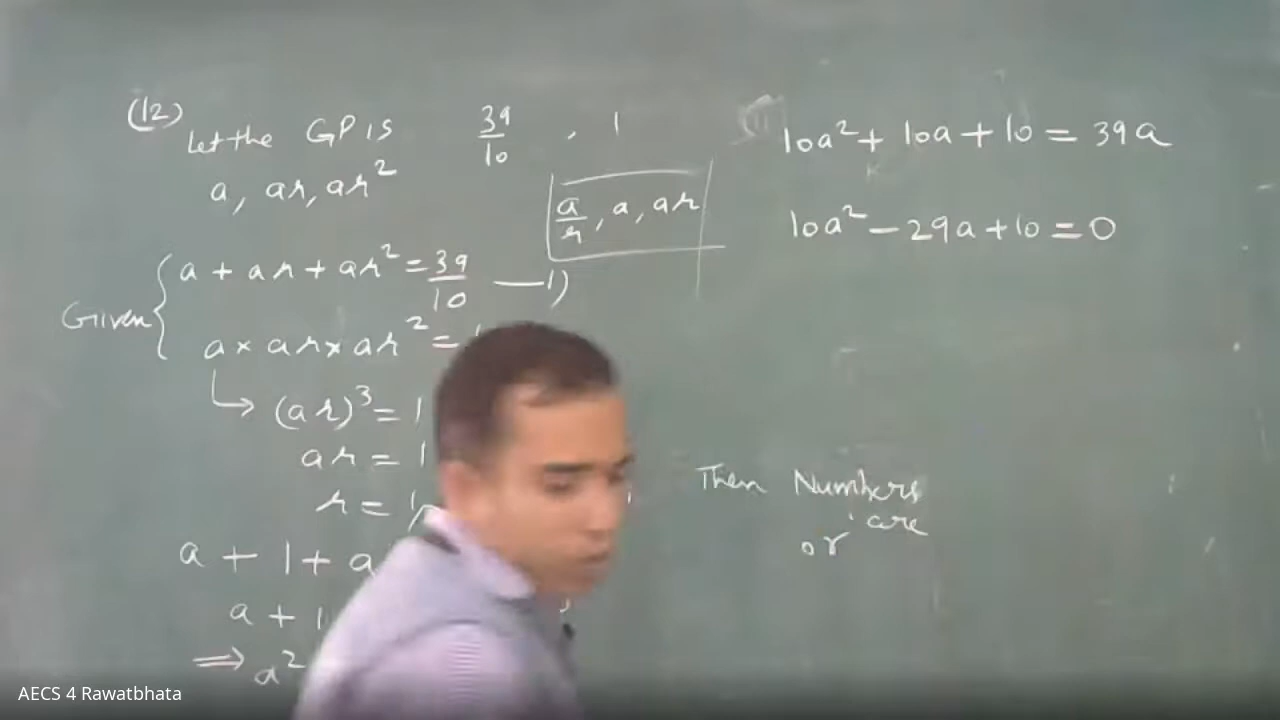 (12) Let the GP is 39/10 , 1
a, ar, ar²
a/r, a, ar
Given { a + ar + ar² = 39/10 —1)
a × ar × ar² =
↳ (ar)³ = 1
ar = 1
r = 1/
a + 1 + a
a + 1
⇒ a²
10a² + 10a + 10 = 39a
10a² − 29a + 10 = 0
Then Numbers
are
or
AECS 4 Rawatbhata